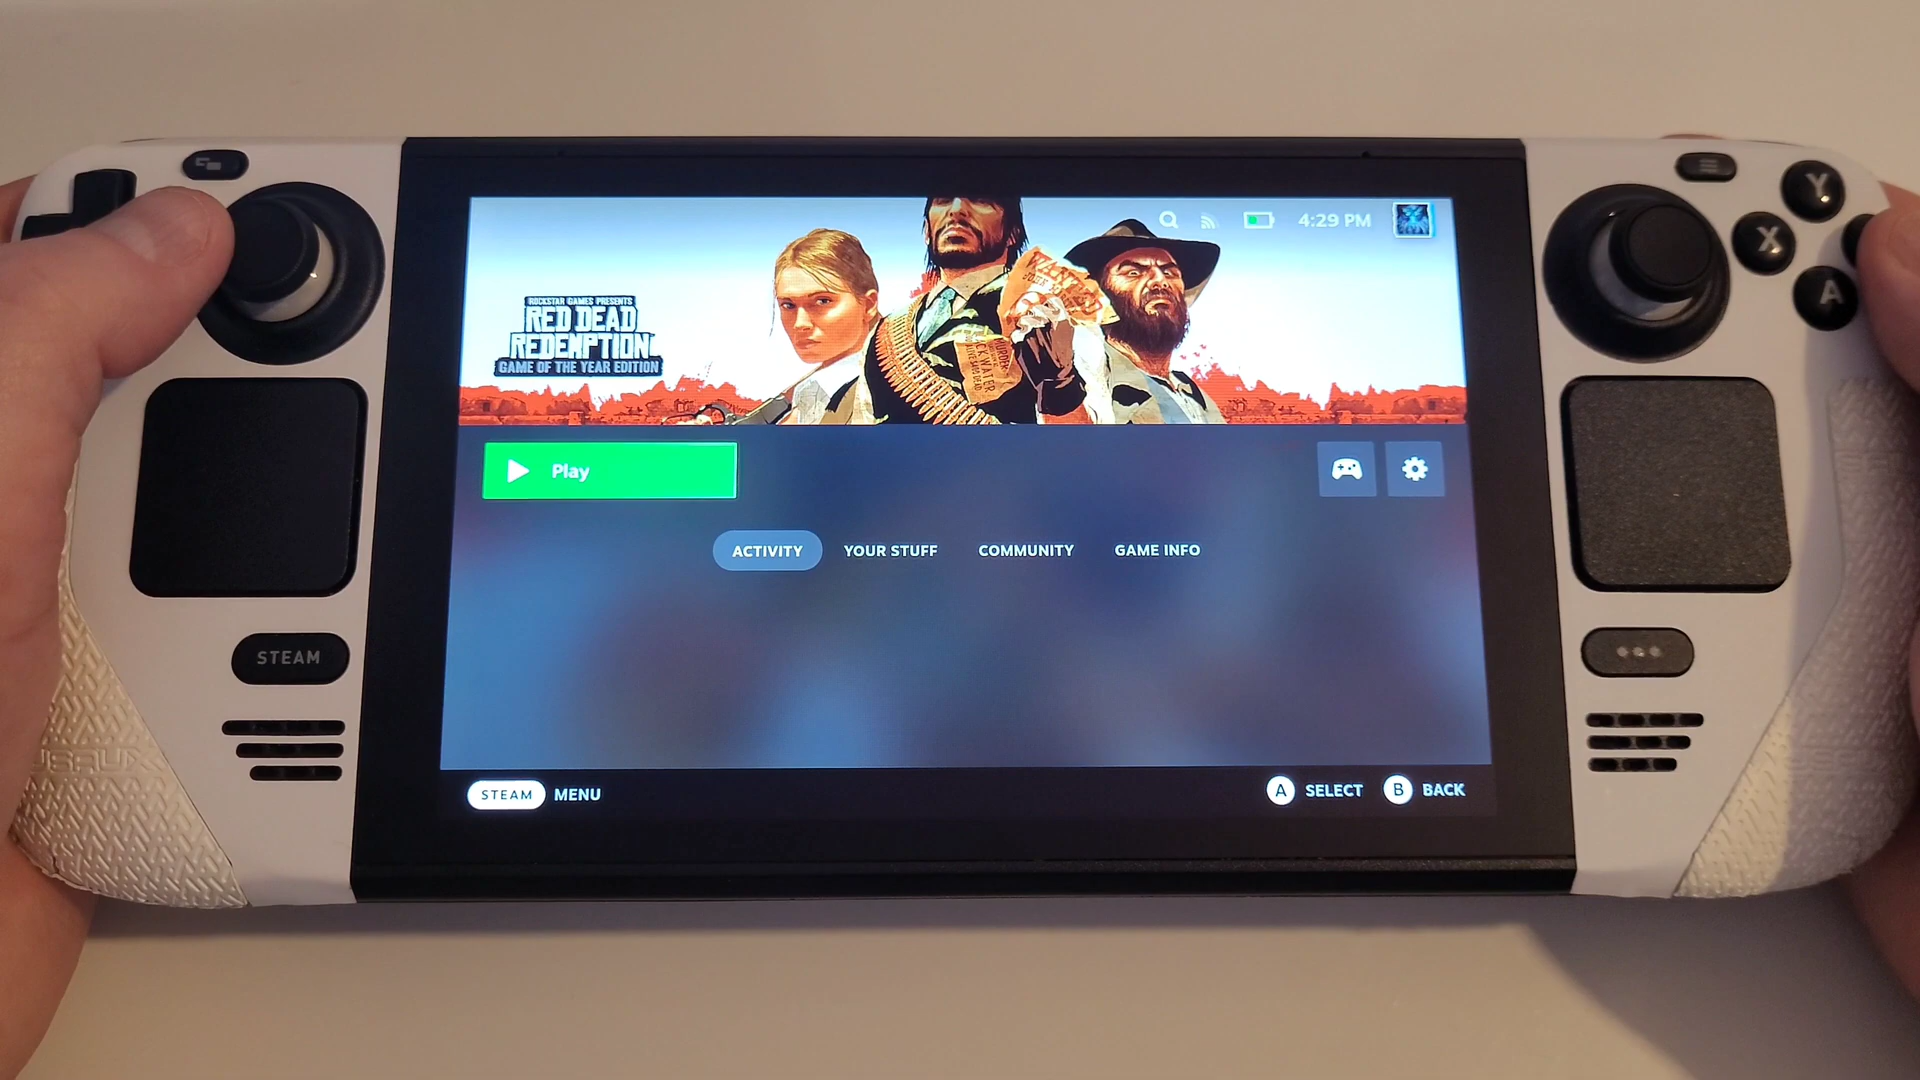 4:29 PM
ROCKSTAR GAMES PRESENTS
RED DEAD
REDEMPTION
GAME OF THE YEAR EDITION
Play
ACTIVITY YOUR STUFF COMMUNITY GAME INFO
STEAM MENU
A SELECT B BACK
STEAM
Y
X
A